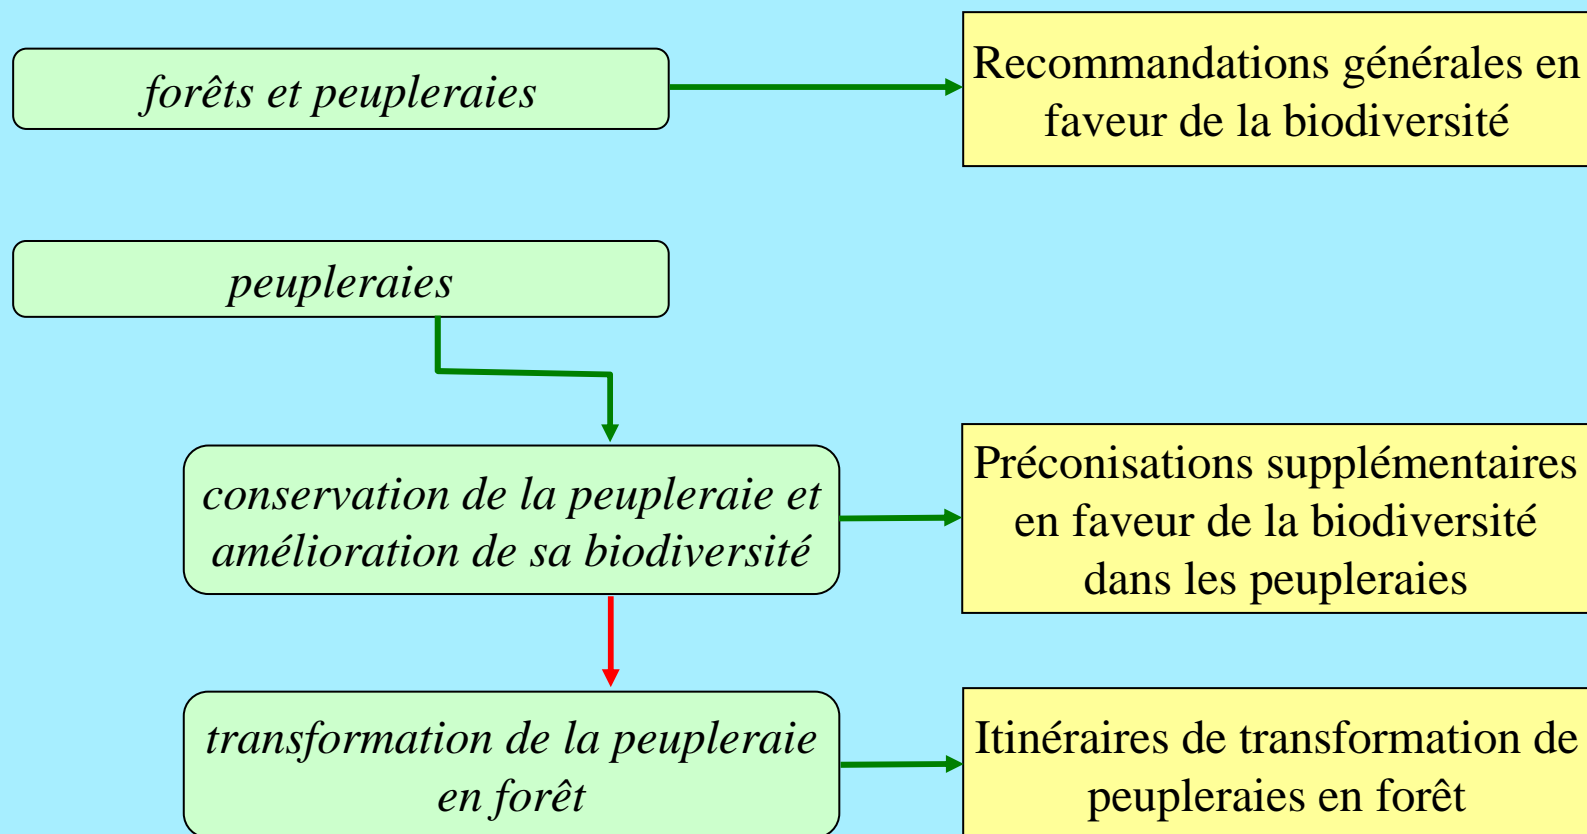 forêts et peupleraies
Recommandations générales en
faveur de la biodiversité
peupleraies
conservation de la peupleraie et
amélioration de sa biodiversité
Préconisations supplémentaires
en faveur de la biodiversité
dans les peupleraies
transformation de la peupleraie
en forêt
Itinéraires de transformation de
peupleraies en forêt